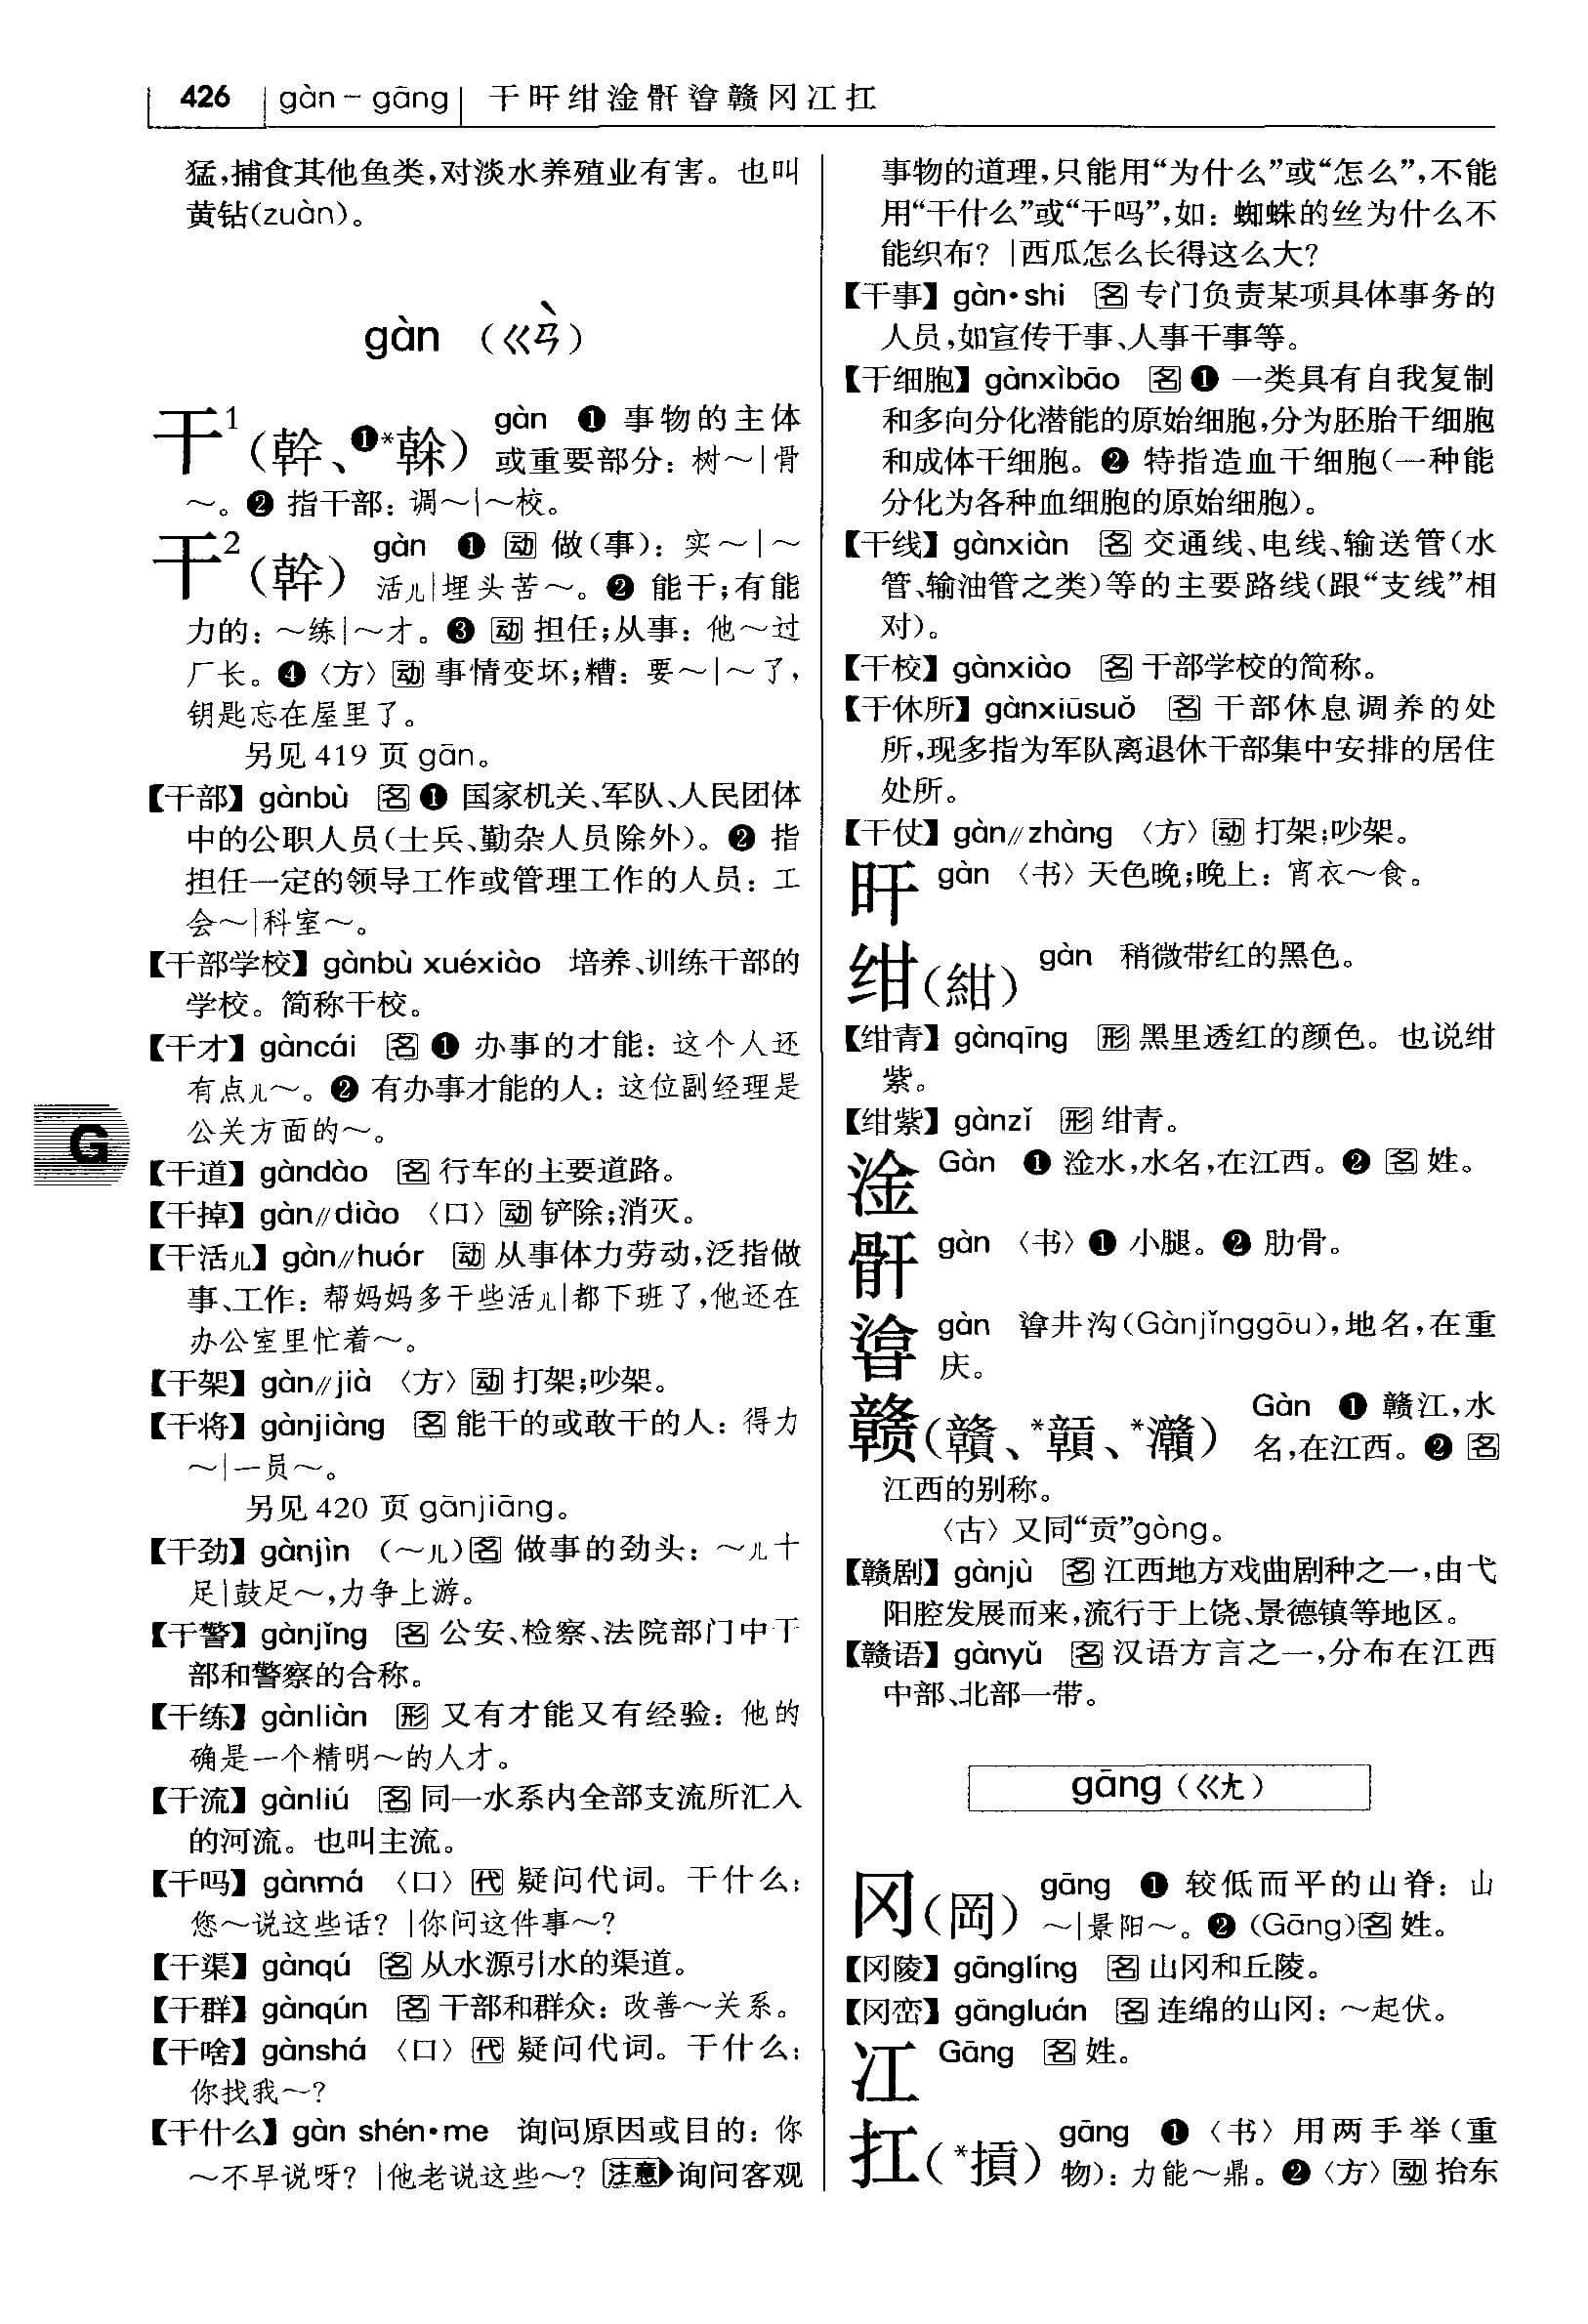 426 gàn－gāng 干旰绀淦骭㽏赣冈冮扛
猛,捕食其他鱼类,对淡水养殖业有害。也叫
黄钻(zuàn)。
gàn （ㄍㄢˋ）
干¹（幹、❶*榦） gàn ❶ 事物的主体
或重要部分：树～|骨
～。❷ 指干部：调～|～校。
干²（幹） gàn ❶ 动 做(事)：实～|～
活儿|埋头苦～。❷ 能干;有能
力的：～练|～才。❸ 动 担任;从事：他～过
厂长。❹〈方〉动 事情变坏;糟：要～|～了,
钥匙忘在屋里了。
另见 419 页 gān。
【干部】gànbù 名 ❶ 国家机关、军队、人民团体
中的公职人员(士兵、勤杂人员除外)。❷ 指
担任一定的领导工作或管理工作的人员：工
会～|科室～。
【干部学校】gànbù xuéxiào 培养、训练干部的
学校。简称干校。
【干才】gàncái 名 ❶ 办事的才能：这个人还
有点儿～。❷ 有办事才能的人：这位副经理是
公关方面的～。
【干道】gàndào 名 行车的主要道路。
【干掉】gàn∥diào〈口〉动 铲除;消灭。
【干活儿】gàn∥huór 动 从事体力劳动,泛指做
事、工作：帮妈妈多干些活儿|都下班了,他还在
办公室里忙着～。
【干架】gàn∥jià〈方〉动 打架;吵架。
【干将】gànjiàng 名 能干的或敢干的人：得力
～|一员～。
另见 420 页 gānjiāng。
【干劲】gànjìn （～儿）名 做事的劲头：～儿十
足|鼓足～,力争上游。
【干警】gànjǐng 名 公安、检察、法院部门中干
部和警察的合称。
【干练】gànliàn 形 又有才能又有经验：他的
确是一个精明～的人才。
【干流】gànliú 名 同一水系内全部支流所汇入
的河流。也叫主流。
【干吗】gànmá〈口〉代 疑问代词。干什么：
您～说这些话？|你问这件事～？
【干渠】gànqú 名 从水源引水的渠道。
【干群】gànqún 名 干部和群众：改善～关系。
【干啥】gànshá〈口〉代 疑问代词。干什么：
你找我～？
【干什么】gàn shén•me 询问原因或目的：你
～不早说呀？|他老说这些～？注意▶询问客观
事物的道理,只能用“为什么”或“怎么”,不能
用“干什么”或“干吗”,如：蜘蛛的丝为什么不
能织布？|西瓜怎么长得这么大？
【干事】gàn•shi 名 专门负责某项具体事务的
人员,如宣传干事、人事干事等。
【干细胞】gànxìbāo 名 ❶ 一类具有自我复制
和多向分化潜能的原始细胞,分为胚胎干细胞
和成体干细胞。❷ 特指造血干细胞(一种能
分化为各种血细胞的原始细胞)。
【干线】gànxiàn 名 交通线、电线、输送管(水
管、输油管之类)等的主要路线(跟“支线”相
对)。
【干校】gànxiào 名 干部学校的简称。
【干休所】gànxiūsuǒ 名 干部休息调养的处
所,现多指为军队离退休干部集中安排的居住
处所。
【干仗】gàn∥zhàng〈方〉动 打架;吵架。
旰 gàn〈书〉天色晚;晚上：宵衣～食。
绀（紺） gàn 稍微带红的黑色。
【绀青】gànqīng 形 黑里透红的颜色。也说绀
紫。
【绀紫】gànzǐ 形 绀青。
淦 Gàn ❶ 淦水,水名,在江西。❷ 名 姓。
骭 gàn〈书〉❶ 小腿。❷ 肋骨。
㽏 gàn 㽏井沟(Gànjǐnggōu),地名,在重
庆。
赣（贛、*贑、*灨） Gàn ❶ 赣江,水
名,在江西。❷ 名
江西的别称。
〈古〉又同“贡”gòng。
【赣剧】gànjù 名 江西地方戏曲剧种之一,由弋
阳腔发展而来,流行于上饶、景德镇等地区。
【赣语】gànyǔ 名 汉语方言之一,分布在江西
中部、北部一带。
gāng（ㄍㄤ）
冈（岡） gāng ❶ 较低而平的山脊：山
～|景阳～。❷ (Gāng)名 姓。
【冈陵】gānglíng 名 山冈和丘陵。
【冈峦】gāngluán 名 连绵的山冈：～起伏。
冮 Gāng 名 姓。
扛（*摃） gāng ❶〈书〉用两手举(重
物)：力能～鼎。❷〈方〉动 抬东
G